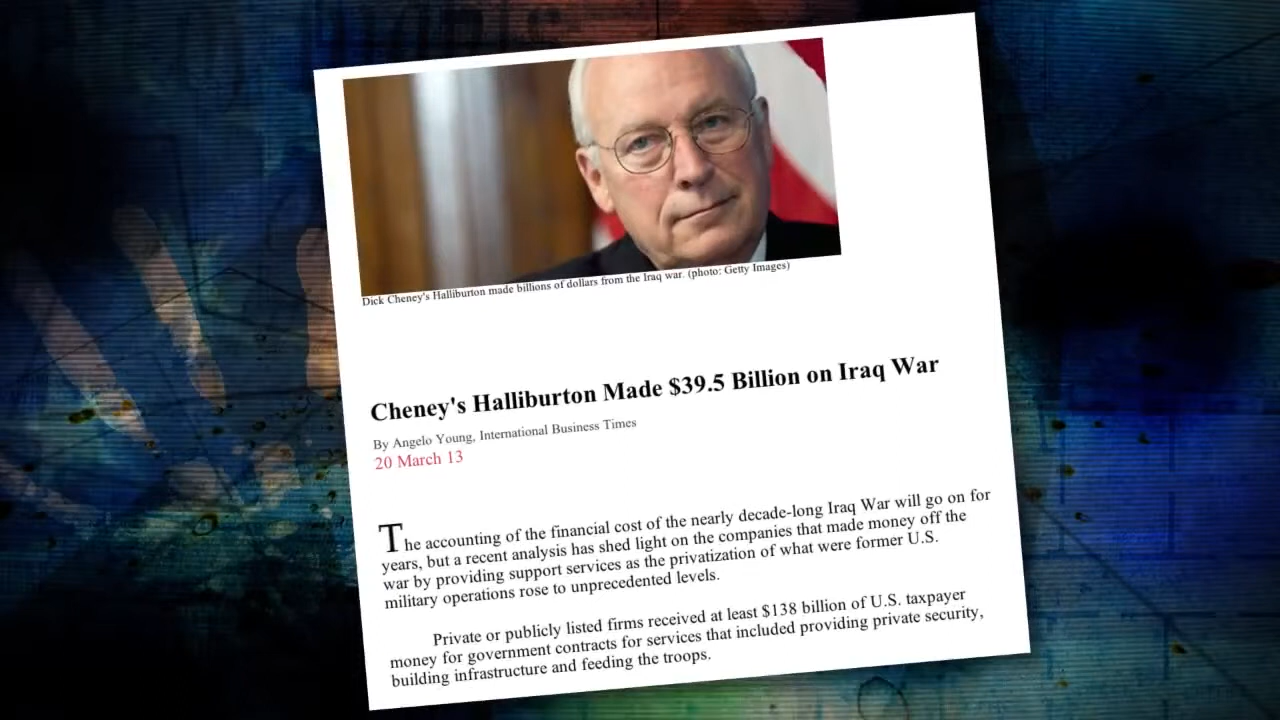 Dick Cheney's Halliburton made billions of dollars from the Iraq war. (photo: Getty Images)
Cheney's Halliburton Made $39.5 Billion on Iraq War
By Angelo Young, International Business Times
20 March 13
The accounting of the financial cost of the nearly decade-long Iraq War will go on for
years, but a recent analysis has shed light on the companies that made money off the
war by providing support services as the privatization of what were former U.S.
military operations rose to unprecedented levels.
Private or publicly listed firms received at least $138 billion of U.S. taxpayer
money for government contracts for services that included providing private security,
building infrastructure and feeding the troops.